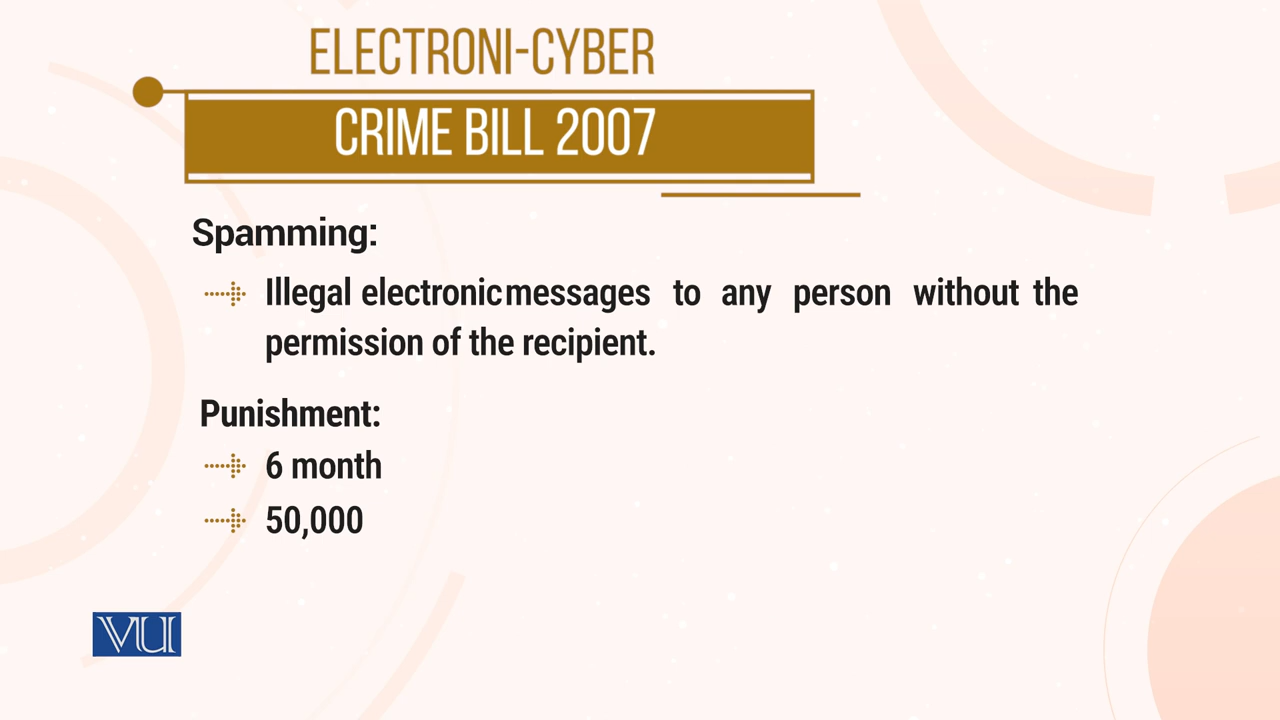 ELECTRONI-CYBER
CRIME BILL 2007
Spamming:
Illegal electronicmessages to any person without the
permission of the recipient.
Punishment:
6 month
50,000
VU